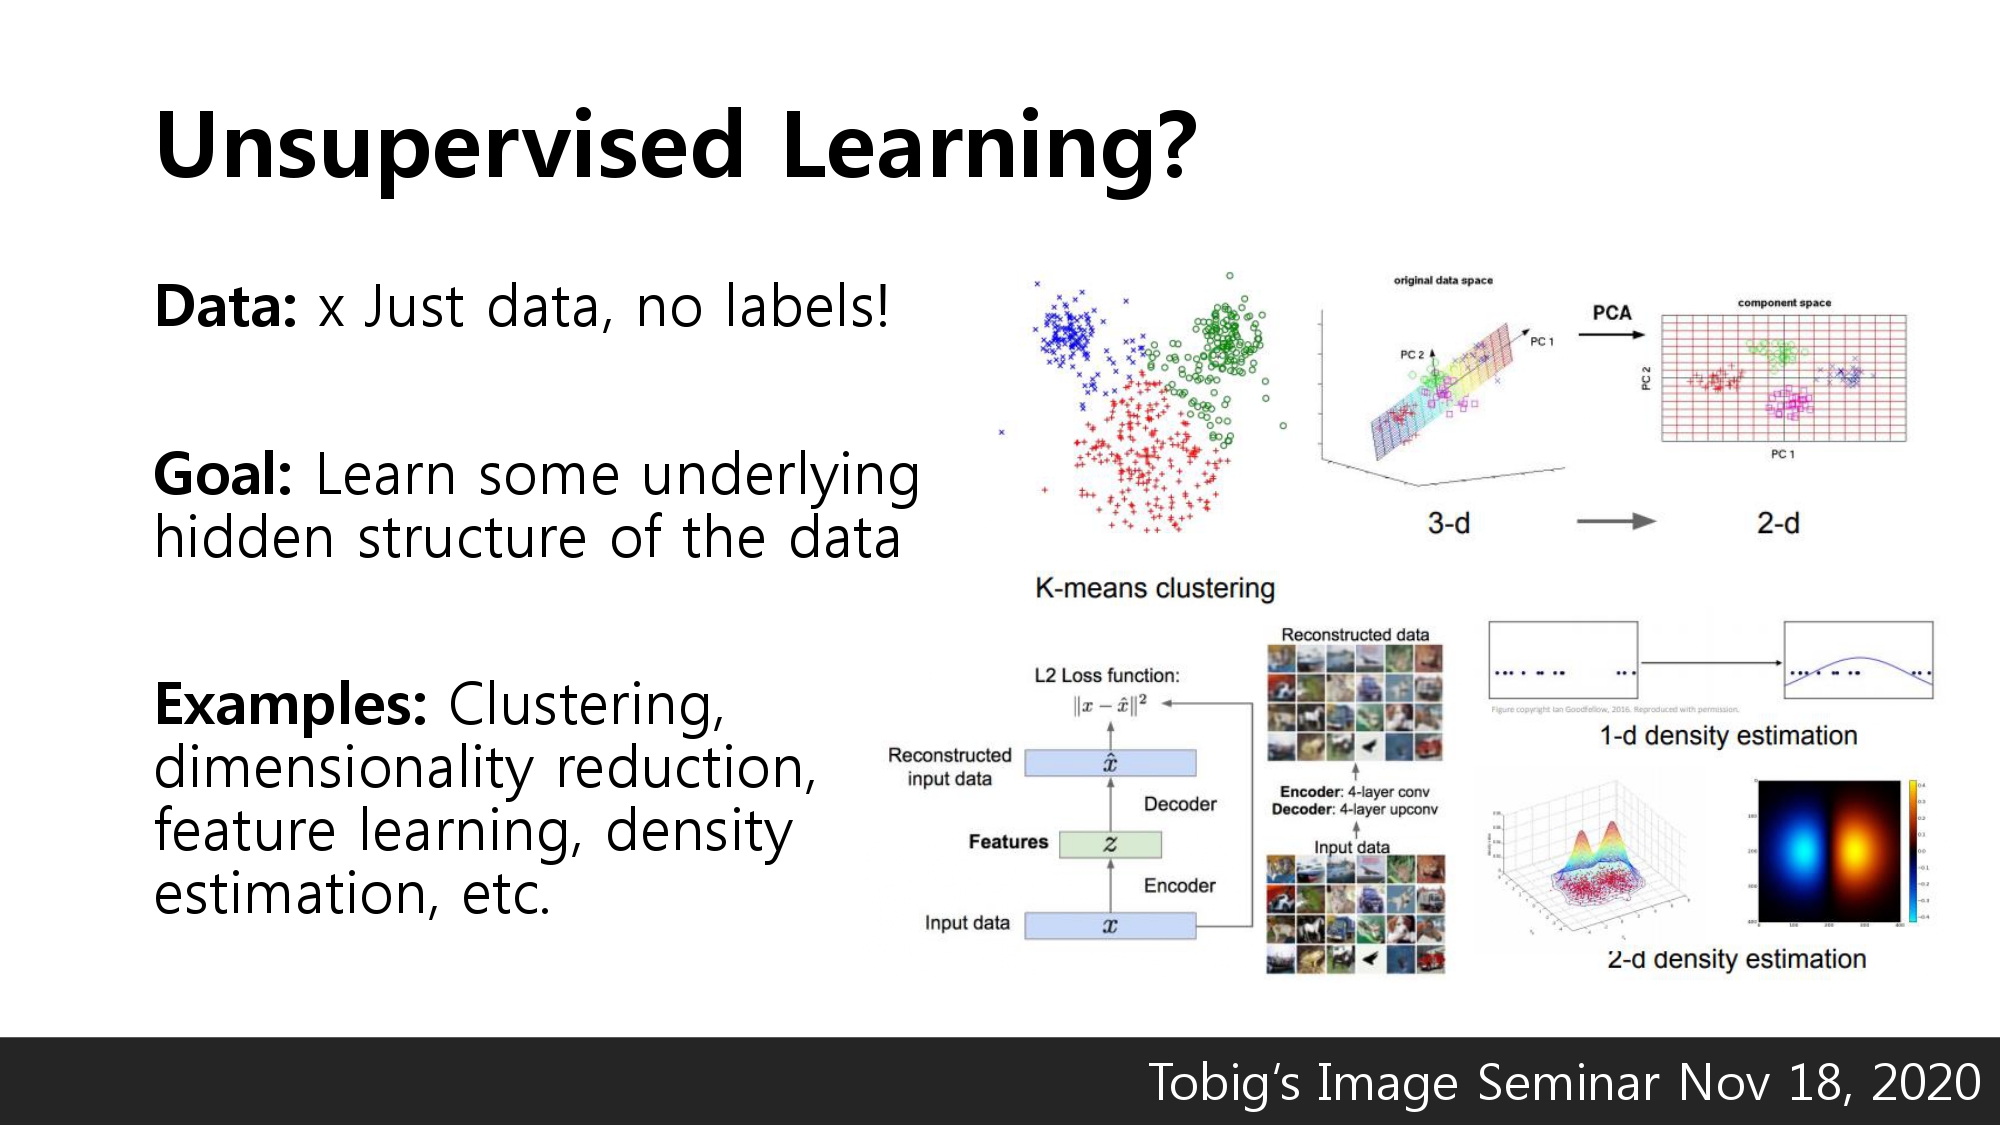 Unsupervised Learning?
Data: x Just data, no labels!
Goal: Learn some underlying
hidden structure of the data
Examples: Clustering,
dimensionality reduction,
feature learning, density
estimation, etc.
K-means clustering
original data space
PCA
component space
PC 1
PC 2
PC 2
PC 1
3-d
2-d
L2 Loss function:
||x − x̂||²
Reconstructed
input data
x̂
Decoder
Features
z
Encoder
Input data
x
Reconstructed data
Encoder: 4-layer conv
Decoder: 4-layer upconv
Input data
Figure copyright Ian Goodfellow, 2016. Reproduced with permission.
1-d density estimation
2-d density estimation
Tobig's Image Seminar Nov 18, 2020